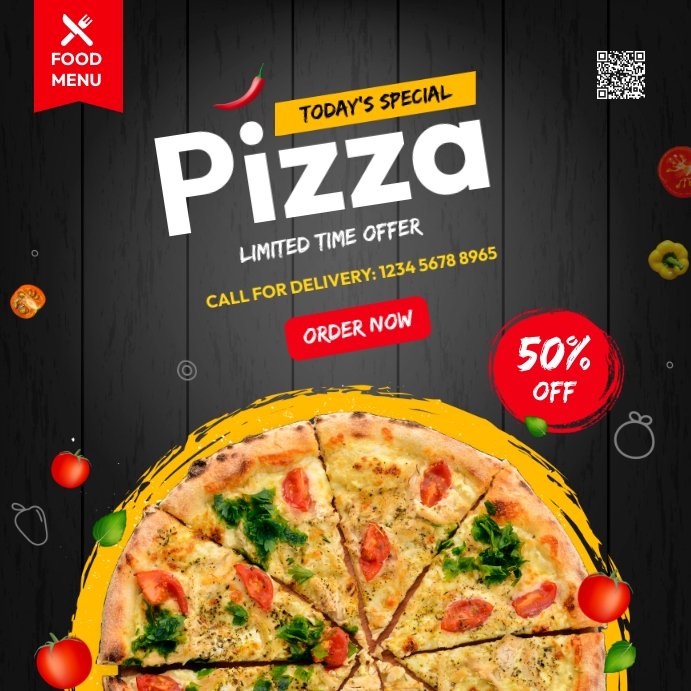 FOOD
MENU
TODAY'S SPECIAL
Pizza
LIMITED TIME OFFER
CALL FOR DELIVERY: 1234 5678 8965
ORDER NOW
50%
OFF